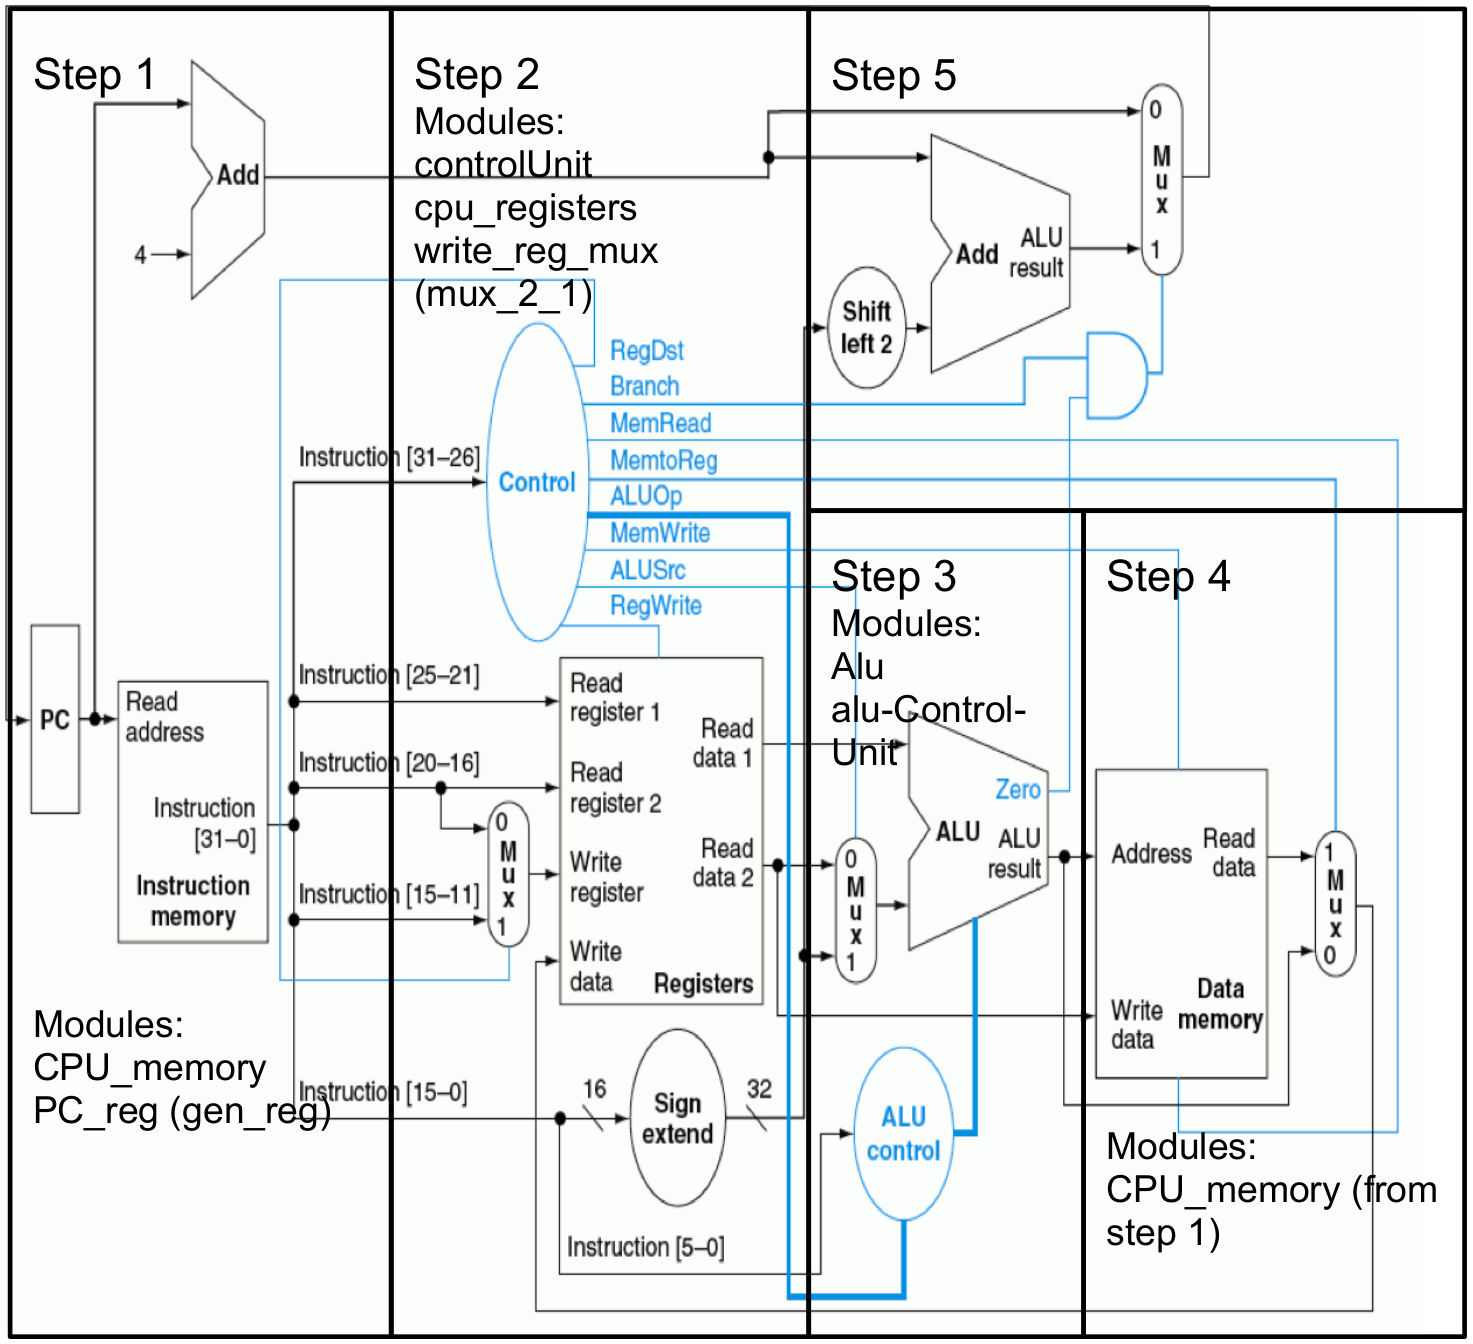 Step 1
Add
4
PC
Read
address
Instruction
[31–0]
Instruction
memory
Modules:
CPU_memory
PC_reg (gen_reg)
Step 2
Modules:
controlUnit
cpu_registers
write_reg_mux
(mux_2_1)
RegDst
Branch
MemRead
MemtoReg
ALUOp
MemWrite
ALUSrc
RegWrite
Control
Instruction [31–26]
Instruction [25–21]
Instruction [20–16]
Instruction [15–11]
Instruction [15–0]
Instruction [5–0]
0
M
u
x
1
Read
register 1
Read
register 2
Write
register
Write
data
Read
data 1
Read
data 2
Registers
16
Sign
extend
32
Step 5
Shift
left 2
Add
ALU
result
0
M
u
x
1
Step 3
Modules:
Alu
alu-Control-
Unit
0
M
u
x
1
Zero
ALU
ALU
result
ALU
control
Step 4
Address
Read
data
Write
data
Data
memory
1
M
u
x
0
Modules:
CPU_memory (from
step 1)